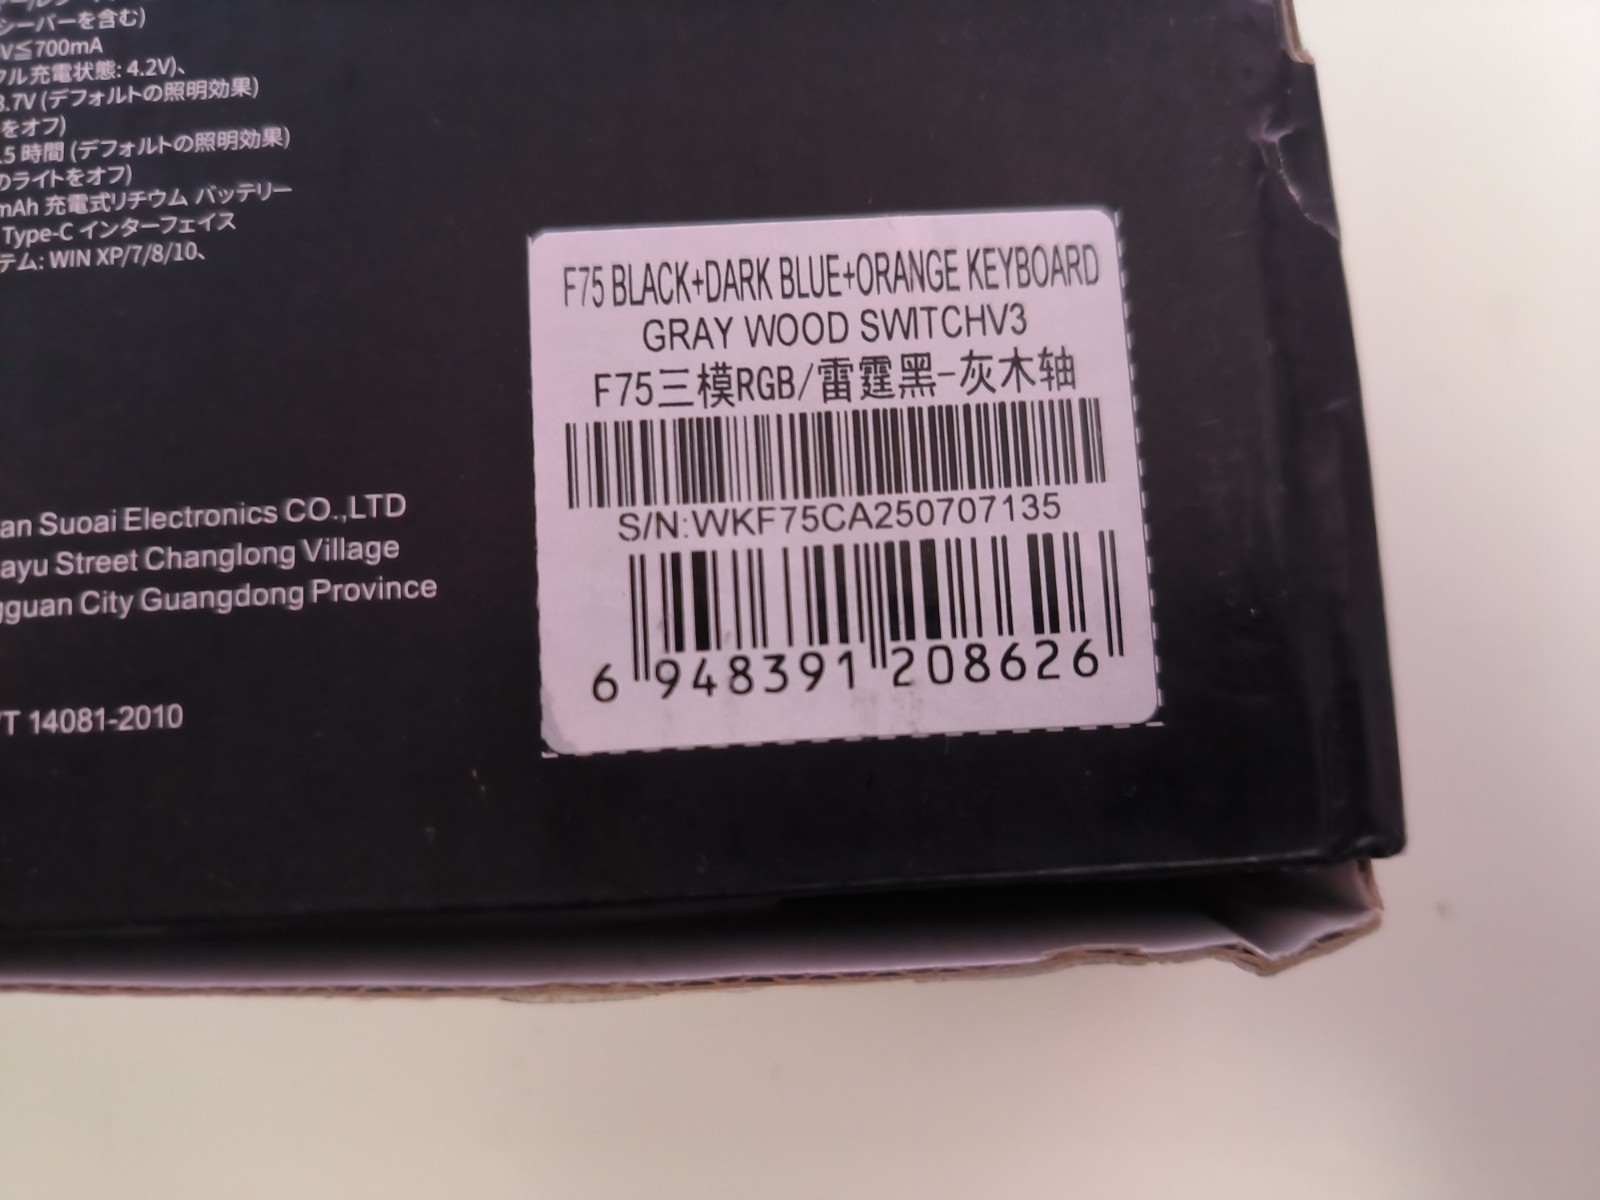 シーバーを含む)
V≦700mA
フル充電状態: 4.2V)、
3.7V (デフォルトの照明効果)
をオフ)
.5 時間 (デフォルトの照明効果)
のライトをオフ)
mAh 充電式リチウム バッテリー
Type-C インターフェイス
テム: WIN XP/7/8/10、
F75 BLACK+DARK BLUE+ORANGE KEYBOARD
GRAY WOOD SWITCHV3
F75三模RGB/雷霆黑-灰木轴
S/N:WKF75CA250707135
6 948391 208626
an Suoai Electronics CO.,LTD
ayu Street Changlong Village
gguan City Guangdong Province
/T 14081-2010